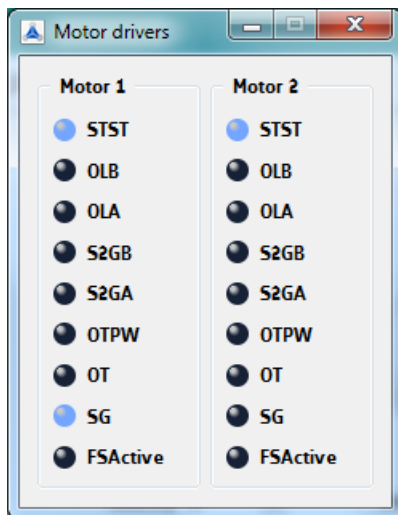 Motor drivers
Motor 1
STST
OLB
OLA
S2GB
S2GA
OTPW
OT
SG
FSActive
Motor 2
STST
OLB
OLA
S2GB
S2GA
OTPW
OT
SG
FSActive